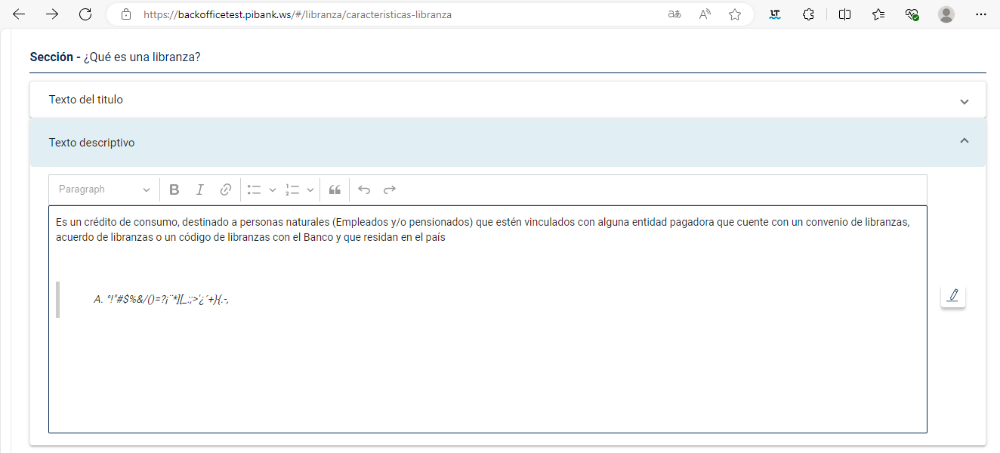 https://backofficetest.pibank.ws/#/libranza/caracteristicas-libranza
Sección - ¿Qué es una libranza?
Texto del titulo
Texto descriptivo
Paragraph
Es un crédito de consumo, destinado a personas naturales (Empleados y/o pensionados) que estén vinculados con alguna entidad pagadora que cuente con un convenio de libranzas,
acuerdo de libranzas o un código de libranzas con el Banco y que residan en el país
A. °!"#$%&/()=?¡¨*][_:;>'¿´+}{.-,